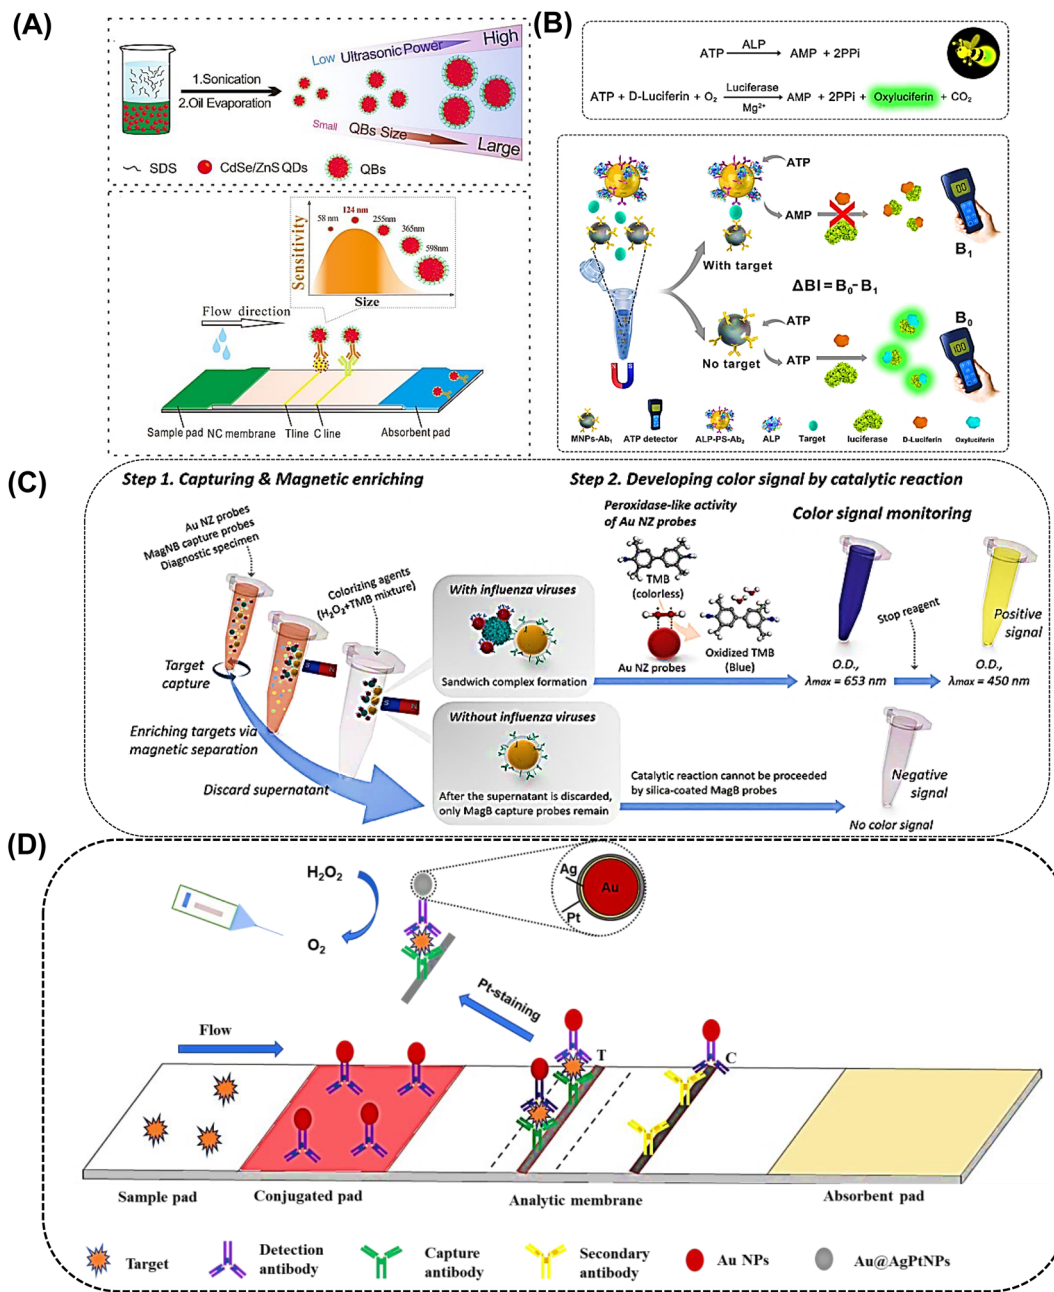 (A)
Low Ultrasonic Power High
1.Sonication
2.Oil Evaporation
Small QBs Size Large
SDS CdSe/ZnS QDs QBs
Sensitivity
58 nm 124 nm 255nm 365nm 598nm
Size
Flow direction
Sample pad NC membrane Tline C line Absorbent pad
(B)
ATP ALP AMP + 2PPi
ATP + D-Luciferin + O₂ Luciferase Mg²⁺ AMP + 2PPi + Oxyluciferin + CO₂
ATP
AMP
With target
B₁
ΔBI = B₀- B₁
ATP
ATP
No target
B₀
100
MNPs-Ab₁ ATP detector ALP-PS-Ab₂ ALP Target luciferase D-Luciferin Oxyluciferin
(C)
Step 1. Capturing & Magnetic enriching
Step 2. Developing color signal by catalytic reaction
Au NZ probes
MagNB capture probes
Diagnostic specimen
Colorizing agents
(H₂O₂+TMB mixture)
Target
capture
Enriching targets via
magnetic separation
Discard supernatant
S N
With influenza viruses
Sandwich complex formation
Without influenza viruses
After the supernatant is discarded,
only MagB capture probes remain
Peroxidase-like activity
of Au NZ probes
TMB
(colorless)
Au NZ probes
Oxidized TMB
(Blue)
Color signal monitoring
Stop reagent
Positive
signal
O.D.,
λmax = 653 nm
O.D.,
λmax = 450 nm
Catalytic reaction cannot be proceeded
by silica-coated MagB probes
Negative
signal
No color signal
(D)
H₂O₂
O₂
Ag
Au
Pt
Pt-staining
Flow
T
C
Sample pad Conjugated pad Analytic membrane Absorbent pad
Target
Detection
antibody
Capture
antibody
Secondary
antibody
Au NPs
Au@AgPtNPs